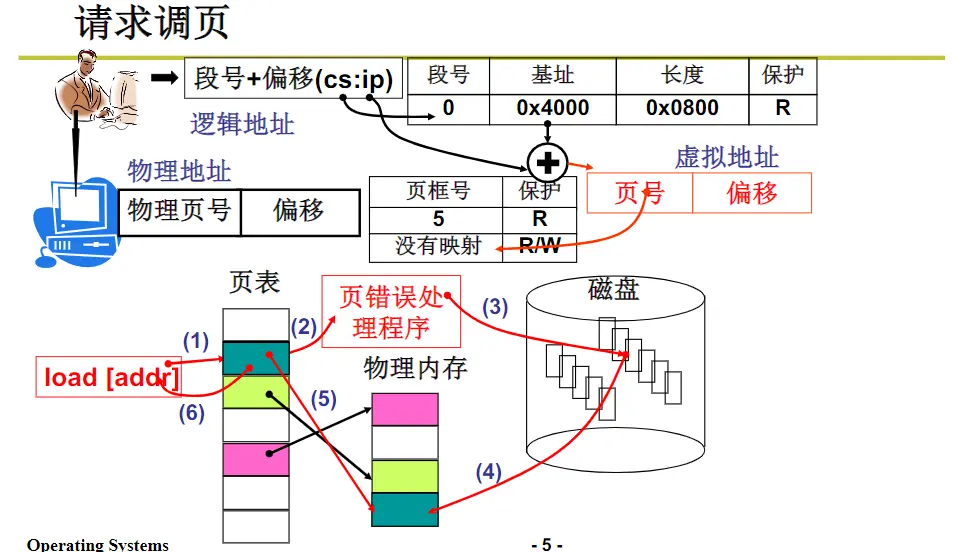 请求调页
段号+偏移(cs:ip)
逻辑地址
段号 基址 长度 保护
0 0x4000 0x0800 R
虚拟地址
页号 偏移
物理地址
物理页号 偏移
页框号 保护
5 R
没有映射 R/W
页表
页错误处
理程序
磁盘
(1)
(2)
(3)
load [addr]
物理内存
(6)
(5)
(4)
Operating Systems
- 5 -